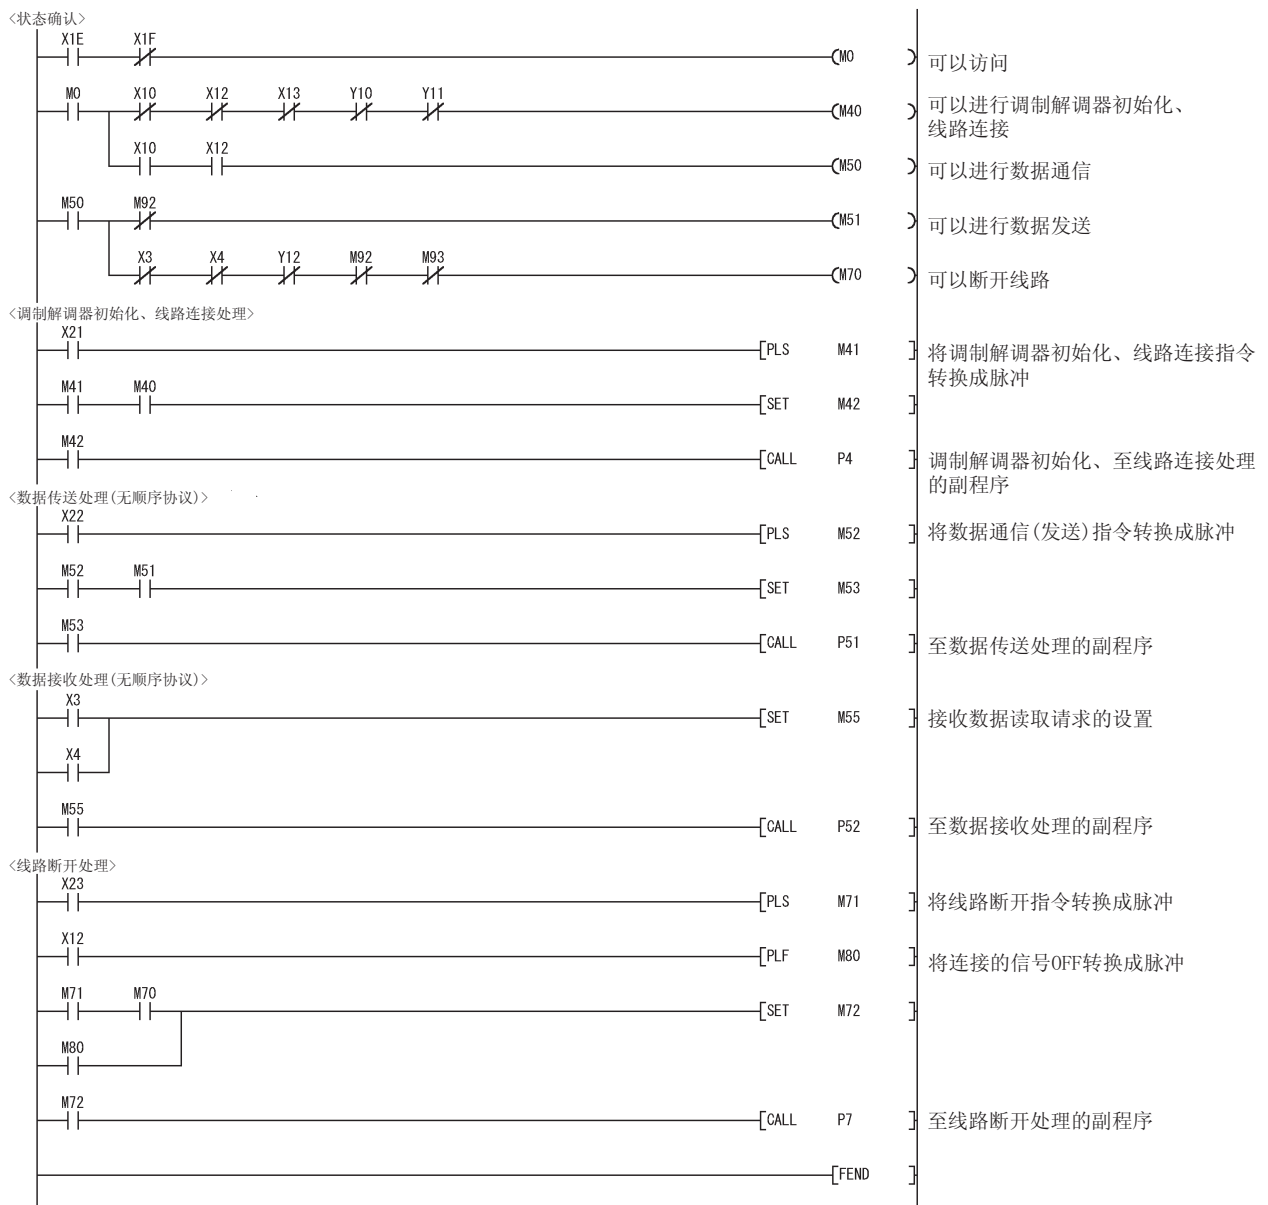 <状态确认>
X1E X1F
M0 可以访问
M0 X10 X12 X13 Y10 Y11
M40 可以进行调制解调器初始化、
线路连接
X10 X12
M50 可以进行数据通信
M50 M92
M51 可以进行数据发送
X3 X4 Y12 M92 M93
M70 可以断开线路
<调制解调器初始化、线路连接处理>
X21
PLS M41 将调制解调器初始化、线路连接指令
转换成脉冲
M41 M40
SET M42
M42
CALL P4 调制解调器初始化、至线路连接处理
的副程序
<数据传送处理(无顺序协议)>
X22
PLS M52 将数据通信(发送)指令转换成脉冲
M52 M51
SET M53
M53
CALL P51 至数据传送处理的副程序
<数据接收处理(无顺序协议)>
X3
SET M55 接收数据读取请求的设置
X4
M55
CALL P52 至数据接收处理的副程序
<线路断开处理>
X23
PLS M71 将线路断开指令转换成脉冲
X12
PLF M80 将连接的信号OFF转换成脉冲
M71 M70
SET M72
M80
M72
CALL P7 至线路断开处理的副程序
FEND